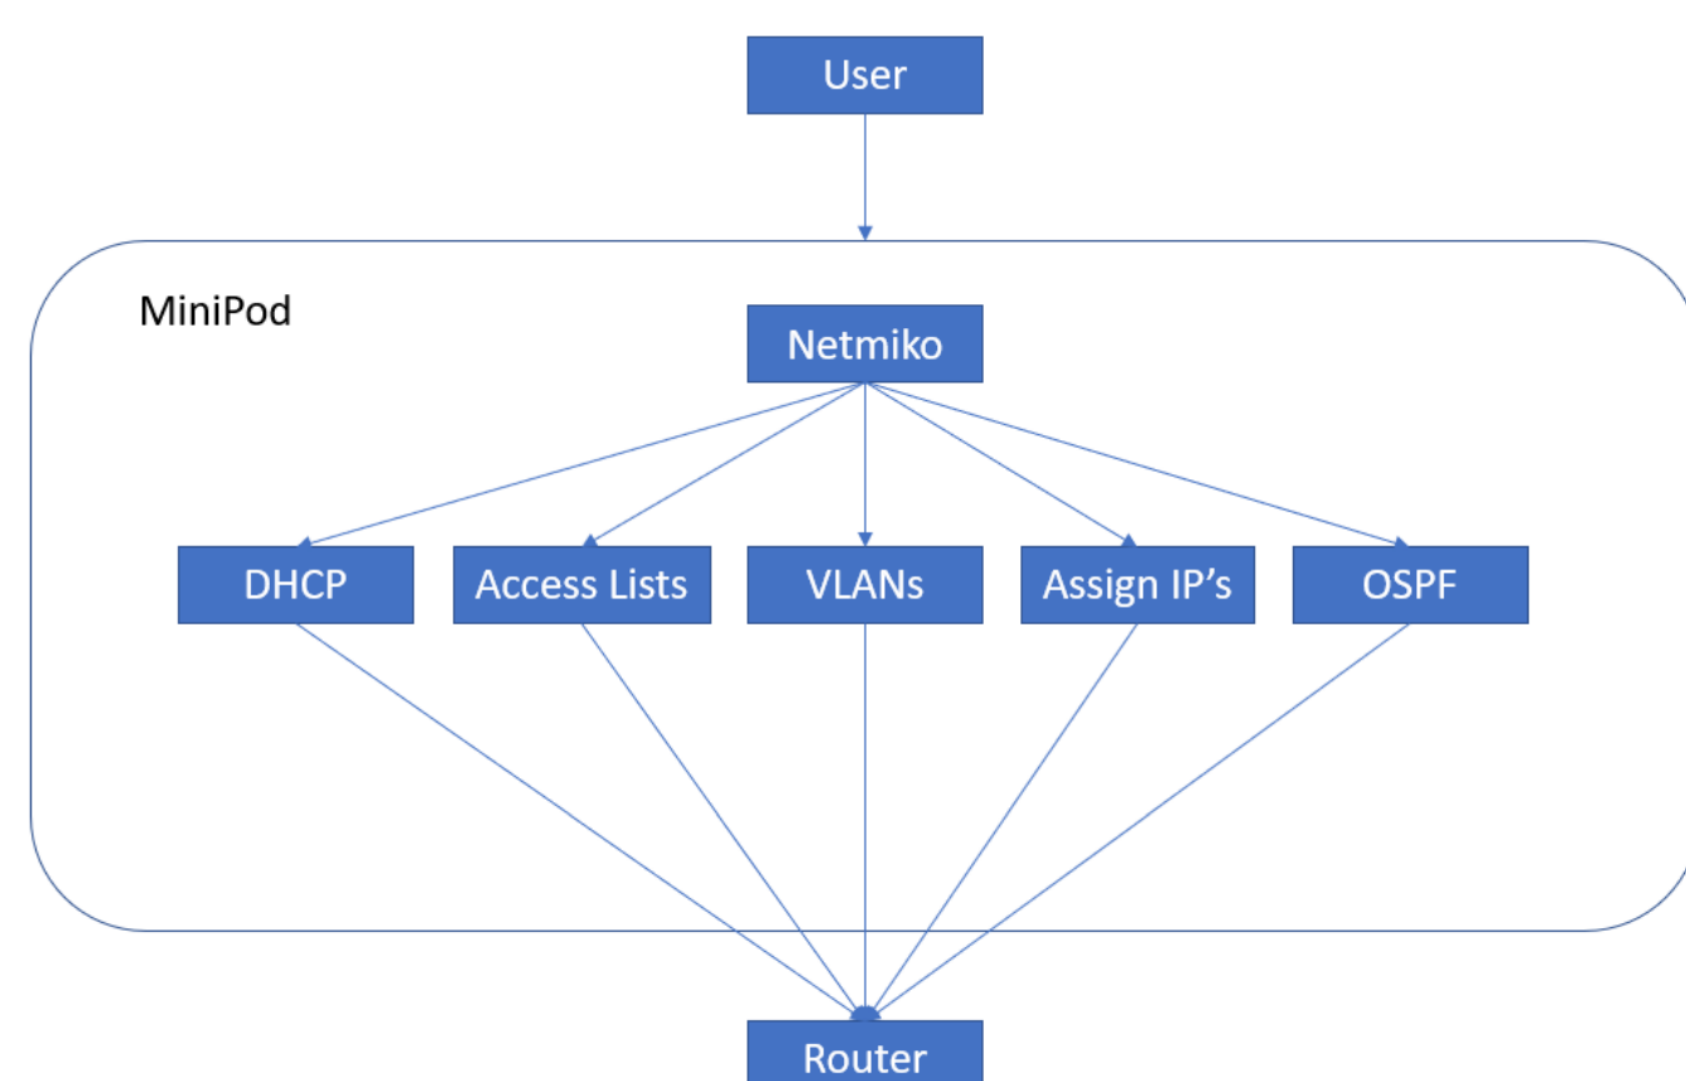 User
MiniPod
Netmiko
DHCP
Access Lists
VLANs
Assign IP’s
OSPF
Router